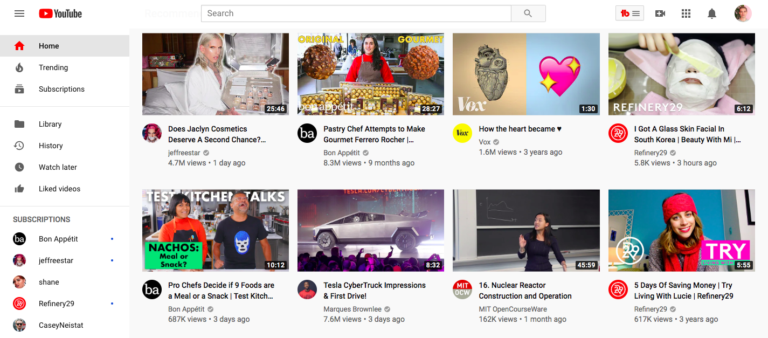 YouTube
Search
Home
Trending
Subscriptions
Library
History
Watch later
Liked videos
SUBSCRIPTIONS
Bon Appétit
jeffreestar
shane
Refinery29
CaseyNeistat
25:46
Does Jaclyn Cosmetics
Deserve A Second Chance?...
jeffreestar
4.7M views • 1 day ago
ORIGINAL
GOURMET
bon appétit
28:27
ba
Pastry Chef Attempts to Make
Gourmet Ferrero Rocher |...
Bon Appétit
8.3M views • 9 months ago
Vox
1:30
Vox
How the heart became ♥
Vox
1.6M views • 3 years ago
REFINERY29
6:12
I Got A Glass Skin Facial In
South Korea | Beauty With Mi |...
Refinery29
5.8K views • 3 hours ago
TEST KITCHEN TALKS
NACHOS:
Meal or
Snack?
10:12
ba
Pro Chefs Decide if 9 Foods are
a Meal or a Snack | Test Kitch...
Bon Appétit
687K views • 3 days ago
8:32
Tesla CyberTruck Impressions
& First Drive!
Marques Brownlee
7.6M views • 3 days ago
45:59
MIT
OCW
16. Nuclear Reactor
Construction and Operation
MIT OpenCourseWare
162K views • 1 month ago
TRY
5:55
5 Days Of Saving Money | Try
Living With Lucie | Refinery29
Refinery29
617K views • 3 years ago